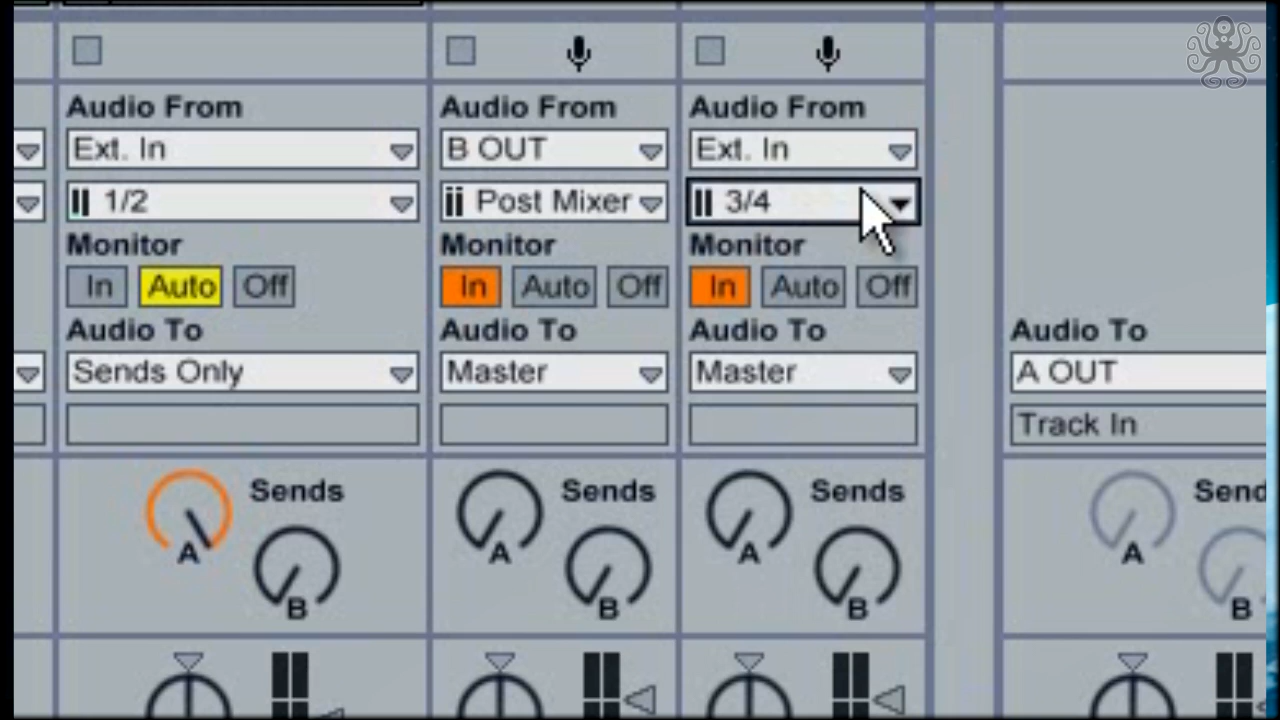 Audio From Audio From Audio From
Ext. In B OUT Ext. In
1/2 Post Mixer 3/4
Monitor Monitor Monitor
In Auto Off In Auto Off In Auto Off
Audio To Audio To Audio To Audio To
Sends Only Master Master A OUT
Track In
Sends Sends Sends Send
A A A A
B B B B